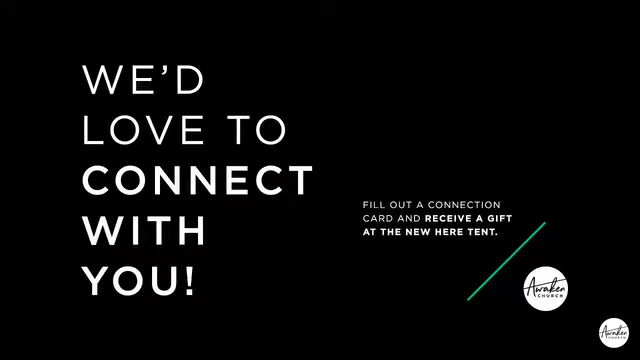 WE'D
LOVE TO
CONNECT
WITH
YOU!
FILL OUT A CONNECTION
CARD AND RECEIVE A GIFT
AT THE NEW HERE TENT.
Awaken
CHURCH
Awaken
CHURCH